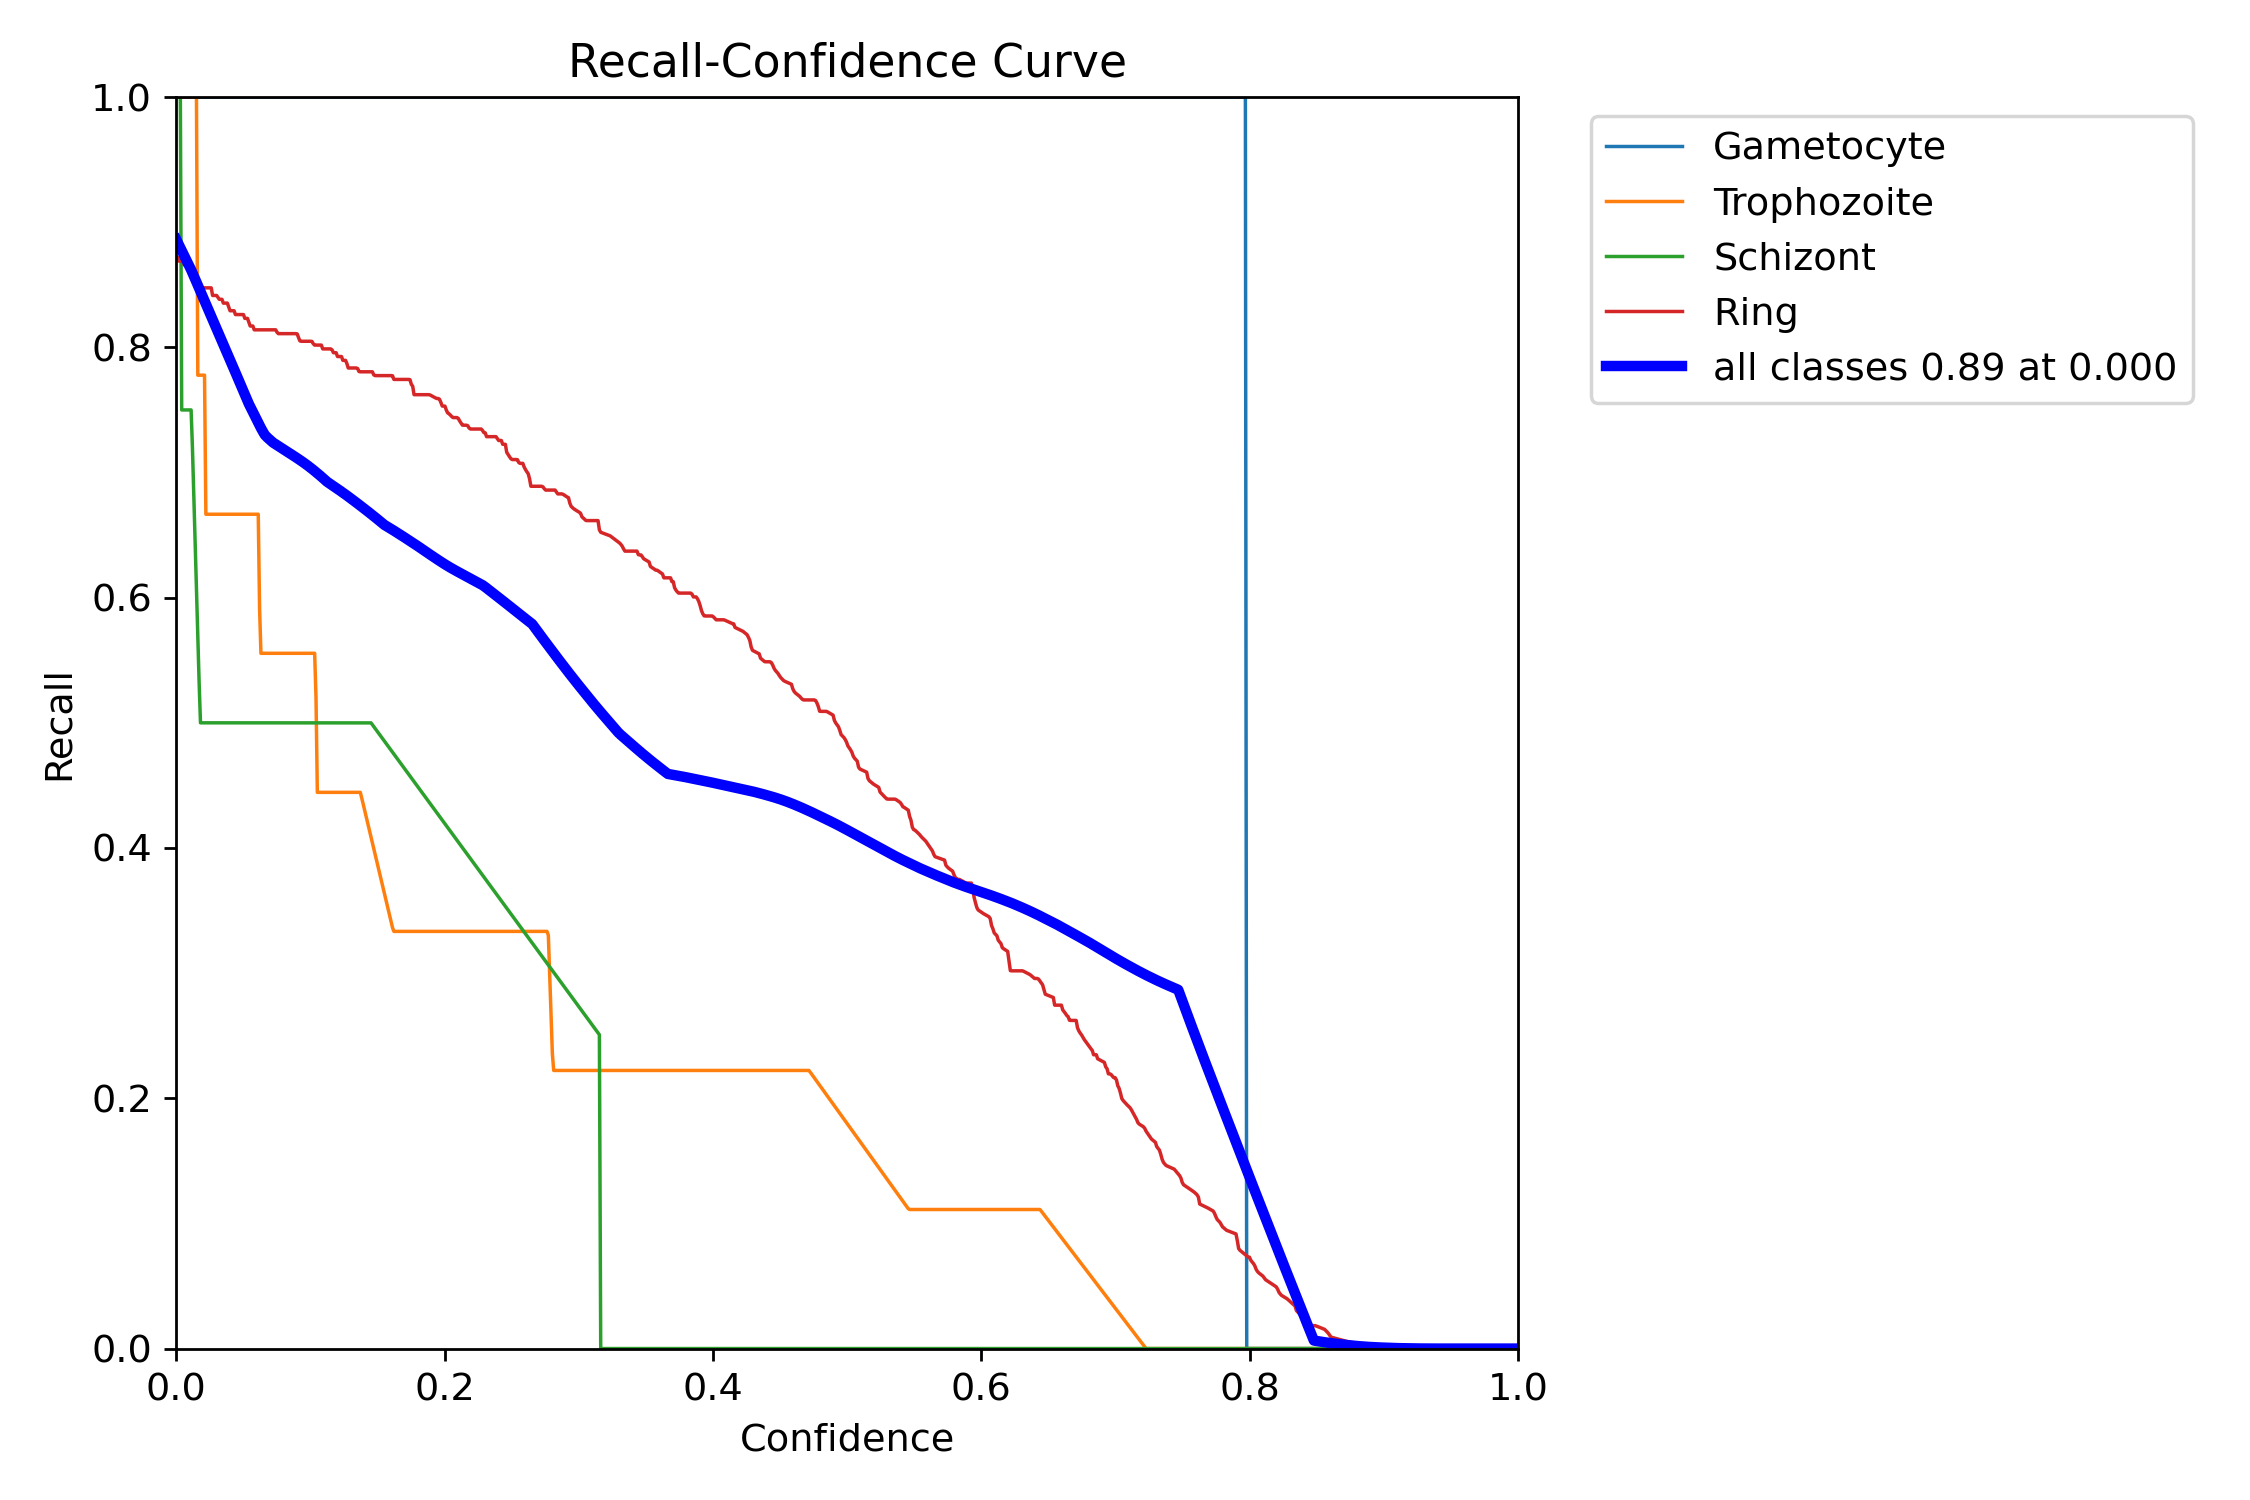 Recall-Confidence Curve
1.0
0.8
0.6
0.4
0.2
0.0
Recall
0.0 0.2 0.4 0.6 0.8 1.0
Confidence
Gametocyte
Trophozoite
Schizont
Ring
all classes 0.89 at 0.000